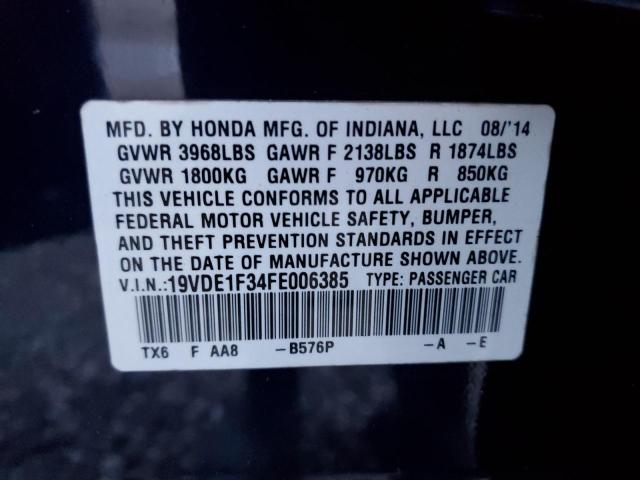 MFD. BY HONDA MFG. OF INDIANA, LLC 08/'14
GVWR 3968LBS GAWR F 2138LBS R 1874LBS
GVWR 1800KG GAWR F 970KG R 850KG
THIS VEHICLE CONFORMS TO ALL APPLICABLE
FEDERAL MOTOR VEHICLE SAFETY, BUMPER,
AND THEFT PREVENTION STANDARDS IN EFFECT
ON THE DATE OF MANUFACTURE SHOWN ABOVE.
V.I.N.:19VDE1F34FE006385 TYPE: PASSENGER CAR
TX6 F AA8 -B576P -A -E